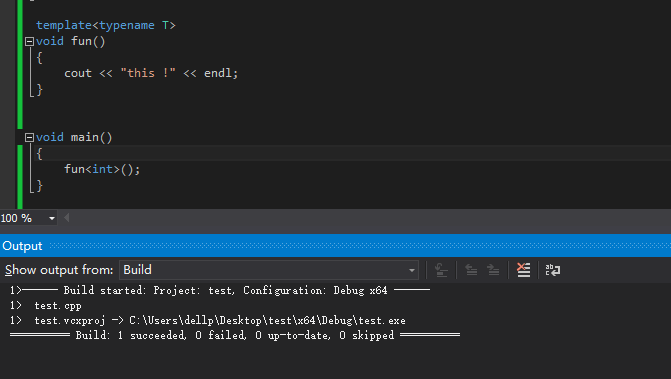 template<typename T>
void fun()
{
cout << "this !" << endl;
}
void main()
{
fun<int>();
}
100 %
Output
Show output from: Build
1>------ Build started: Project: test, Configuration: Debug x64 ------
1> test.cpp
1> test.vcxproj -> C:\Users\dellp\Desktop\test\x64\Debug\test.exe
========== Build: 1 succeeded, 0 failed, 0 up-to-date, 0 skipped ==========